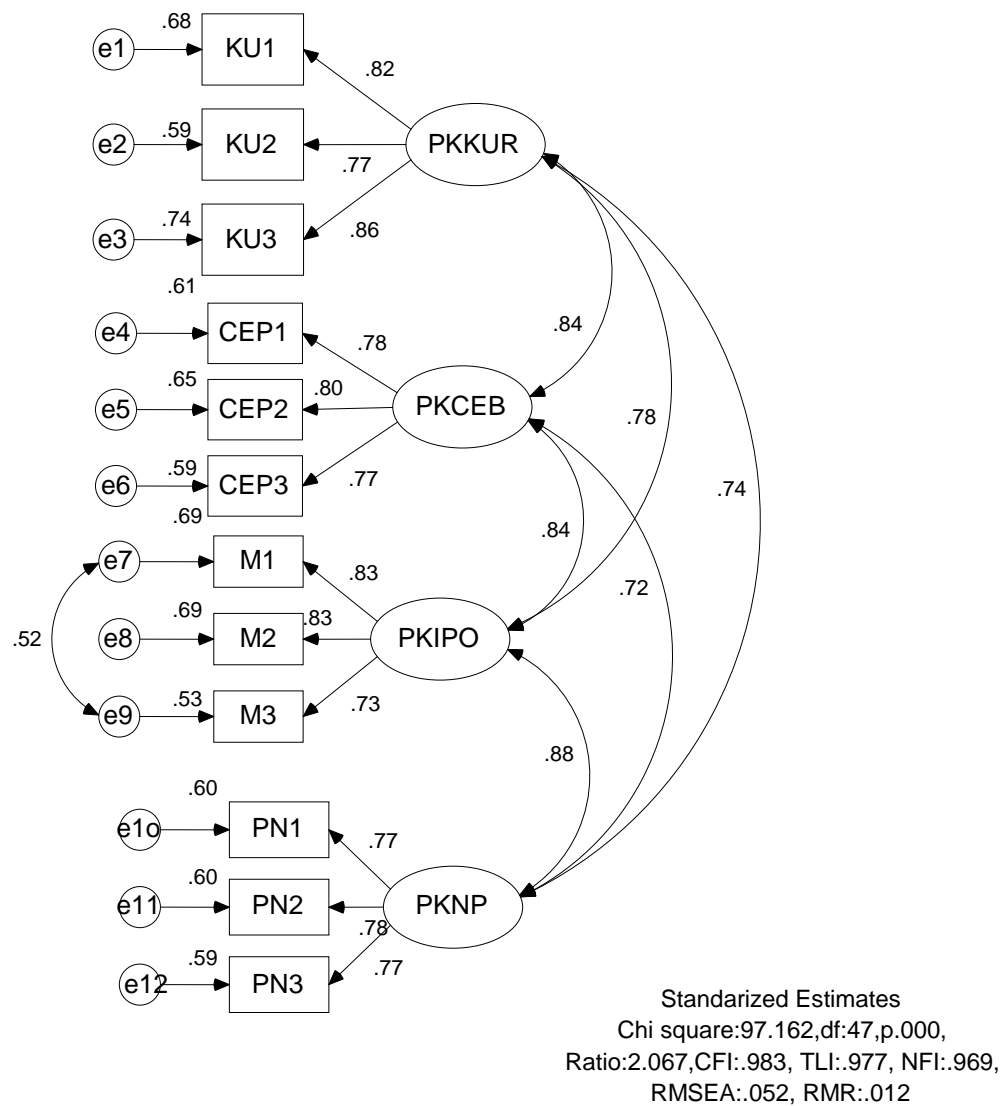 .68
e1 KU1
.82
.59
e2 KU2 PKKUR
.77
.74
e3 KU3 .86
.61
e4 CEP1 .78
.84
.65 .80
e5 CEP2 PKCEB
.78
.59
e6 CEP3 .77
.74
.69
e7 M1 .83
.84
.72
.69 .83
.52 e8 M2 PKIPO
.53
e9 M3 .73
.88
.60
e1o PN1 .77
.60
e11 PN2 PKNP
.78
.59 .77
e12 PN3
Standarized Estimates
Chi square:97.162,df:47,p.000,
Ratio:2.067,CFI:.983, TLI:.977, NFI:.969,
RMSEA:.052, RMR:.012